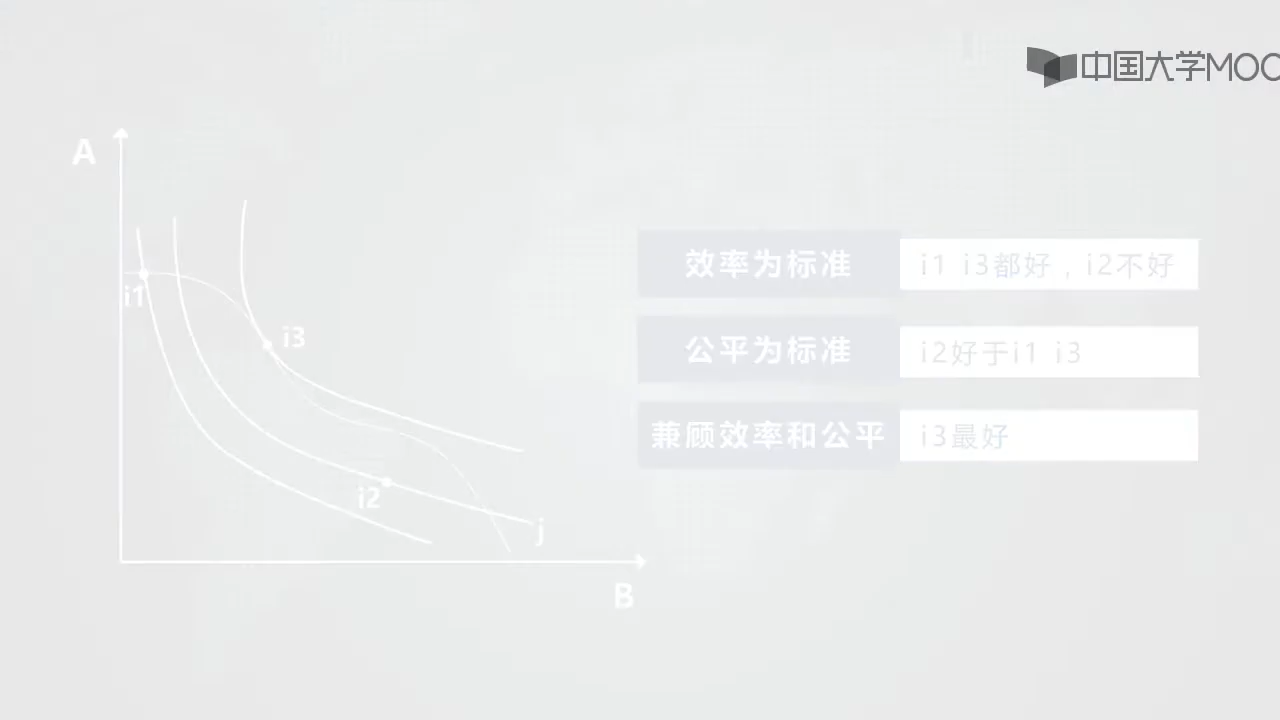 中国大学MOO
A
i1
i3
i2
j
B
效率为标准
i1 i3都好，i2不好
公平为标准
i2好于i1 i3
兼顾效率和公平
i3最好